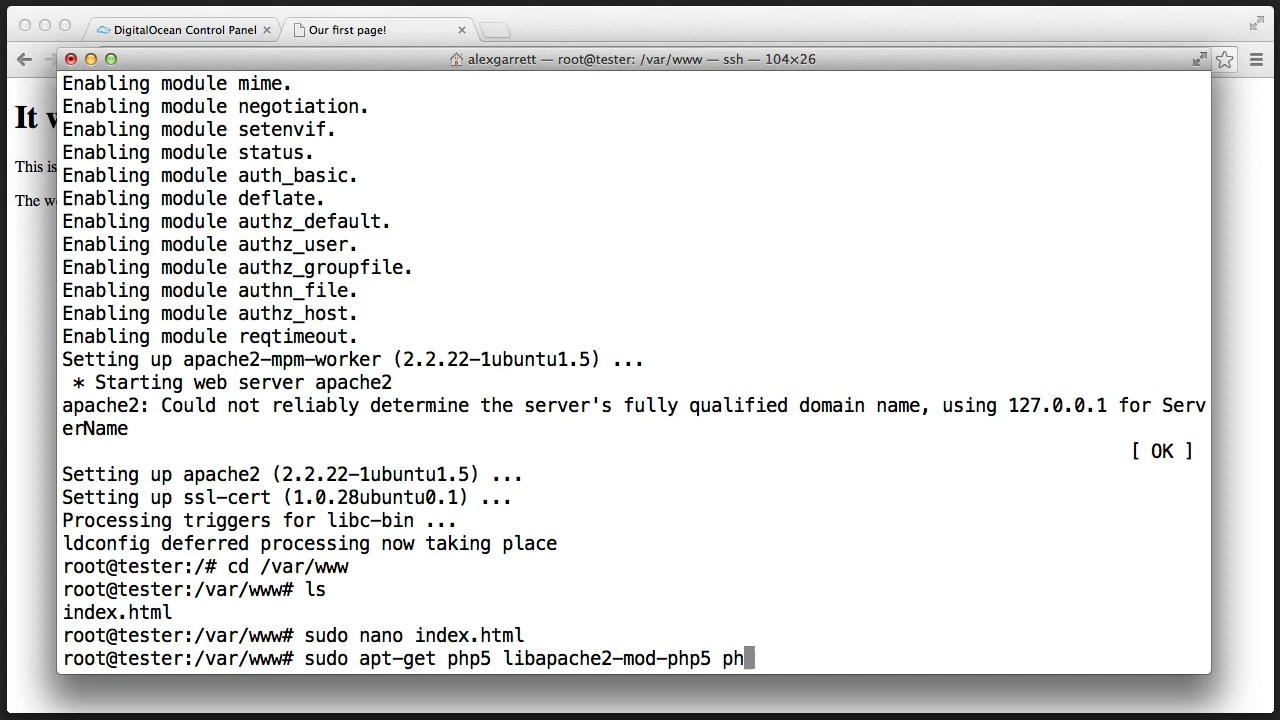 DigitalOcean Control Panel
Our first page!
alexgarrett — root@tester: /var/www — ssh — 104×26
It w
This is
The w
Enabling module mime.
Enabling module negotiation.
Enabling module setenvif.
Enabling module status.
Enabling module auth_basic.
Enabling module deflate.
Enabling module authz_default.
Enabling module authz_user.
Enabling module authz_groupfile.
Enabling module authn_file.
Enabling module authz_host.
Enabling module reqtimeout.
Setting up apache2-mpm-worker (2.2.22-1ubuntu1.5) ...
* Starting web server apache2
apache2: Could not reliably determine the server's fully qualified domain name, using 127.0.0.1 for Serv
erName
[ OK ]
Setting up apache2 (2.2.22-1ubuntu1.5) ...
Setting up ssl-cert (1.0.28ubuntu0.1) ...
Processing triggers for libc-bin ...
ldconfig deferred processing now taking place
root@tester:/# cd /var/www
root@tester:/var/www# ls
index.html
root@tester:/var/www# sudo nano index.html
root@tester:/var/www# sudo apt-get php5 libapache2-mod-php5 ph